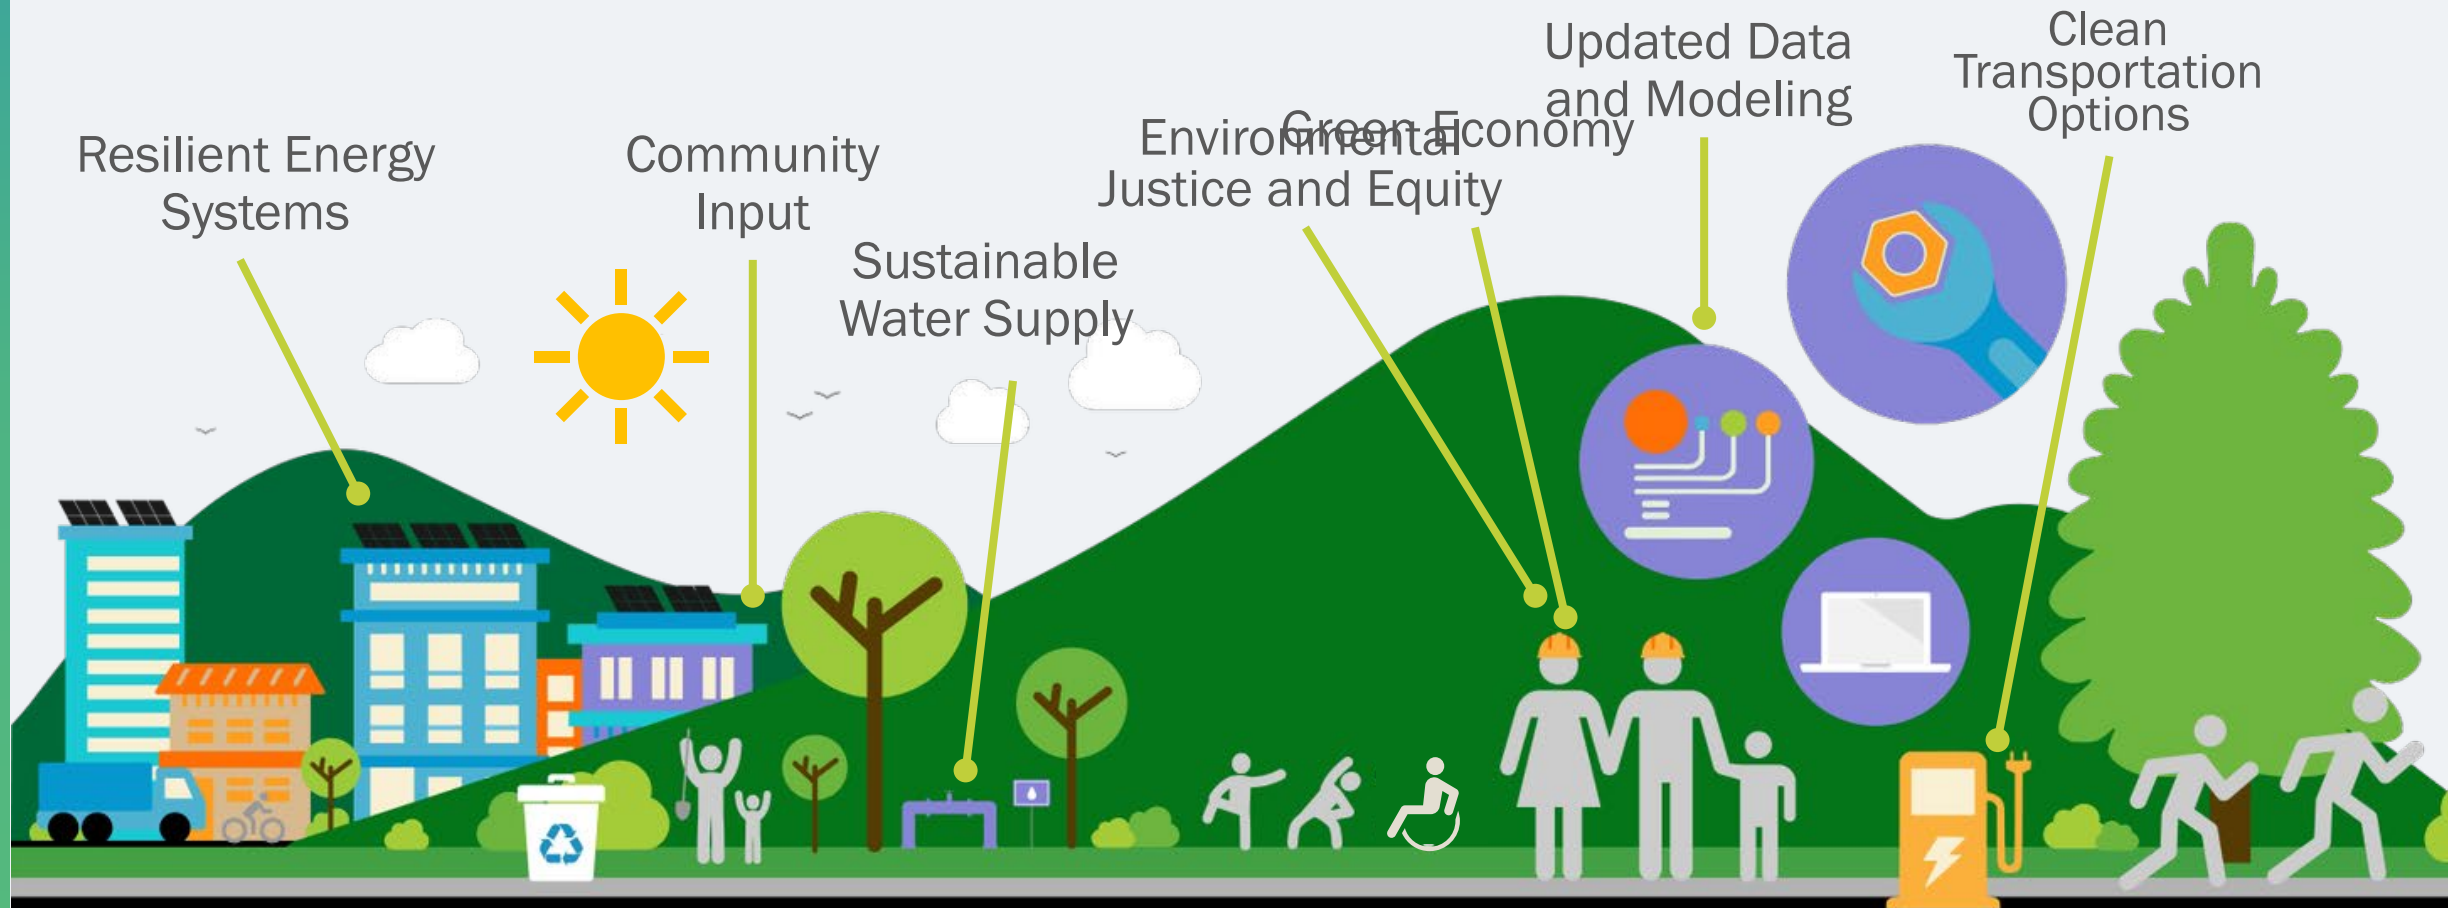 Resilient Energy
Systems
Community
Input
Sustainable
Water Supply
Environmental
Justice and Equity
Green Economy
Updated Data
and Modeling
Clean
Transportation
Options